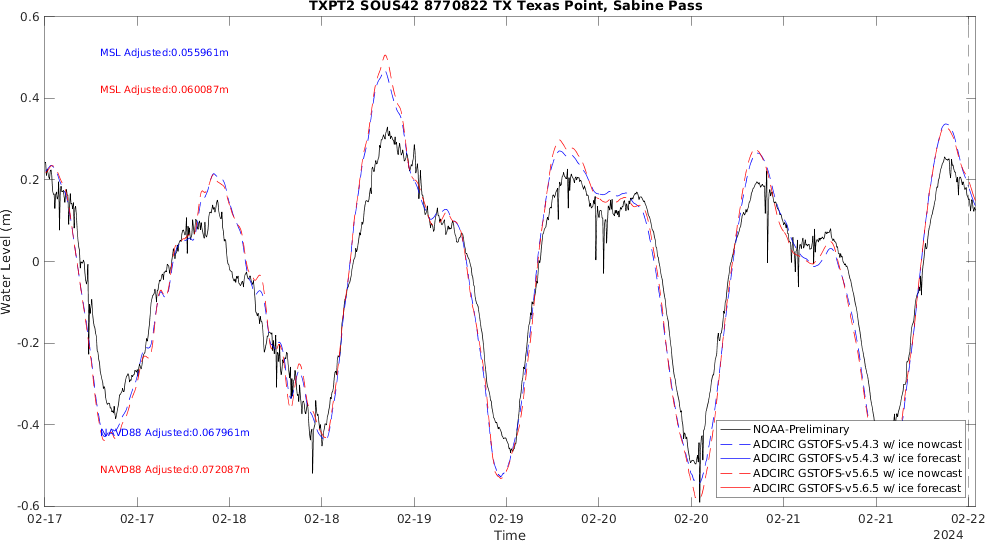 TXPT2 SOUS42 8770822 TX Texas Point, Sabine Pass
0.6
MSL Adjusted:0.055961m
MSL Adjusted:0.060087m
0.4
0.2
0
-0.2
-0.4
-0.6
Water Level (m)
NAVD88 Adjusted:0.067961m
NAVD88 Adjusted:0.072087m
NOAA-Preliminary
ADCIRC GSTOFS-v5.4.3 w/ ice nowcast
ADCIRC GSTOFS-v5.4.3 w/ ice forecast
ADCIRC GSTOFS-v5.6.5 w/ ice nowcast
ADCIRC GSTOFS-v5.6.5 w/ ice forecast
02-17 02-17 02-18 02-18 02-19 02-19 02-20 02-20 02-21 02-21 02-22
Time
2024